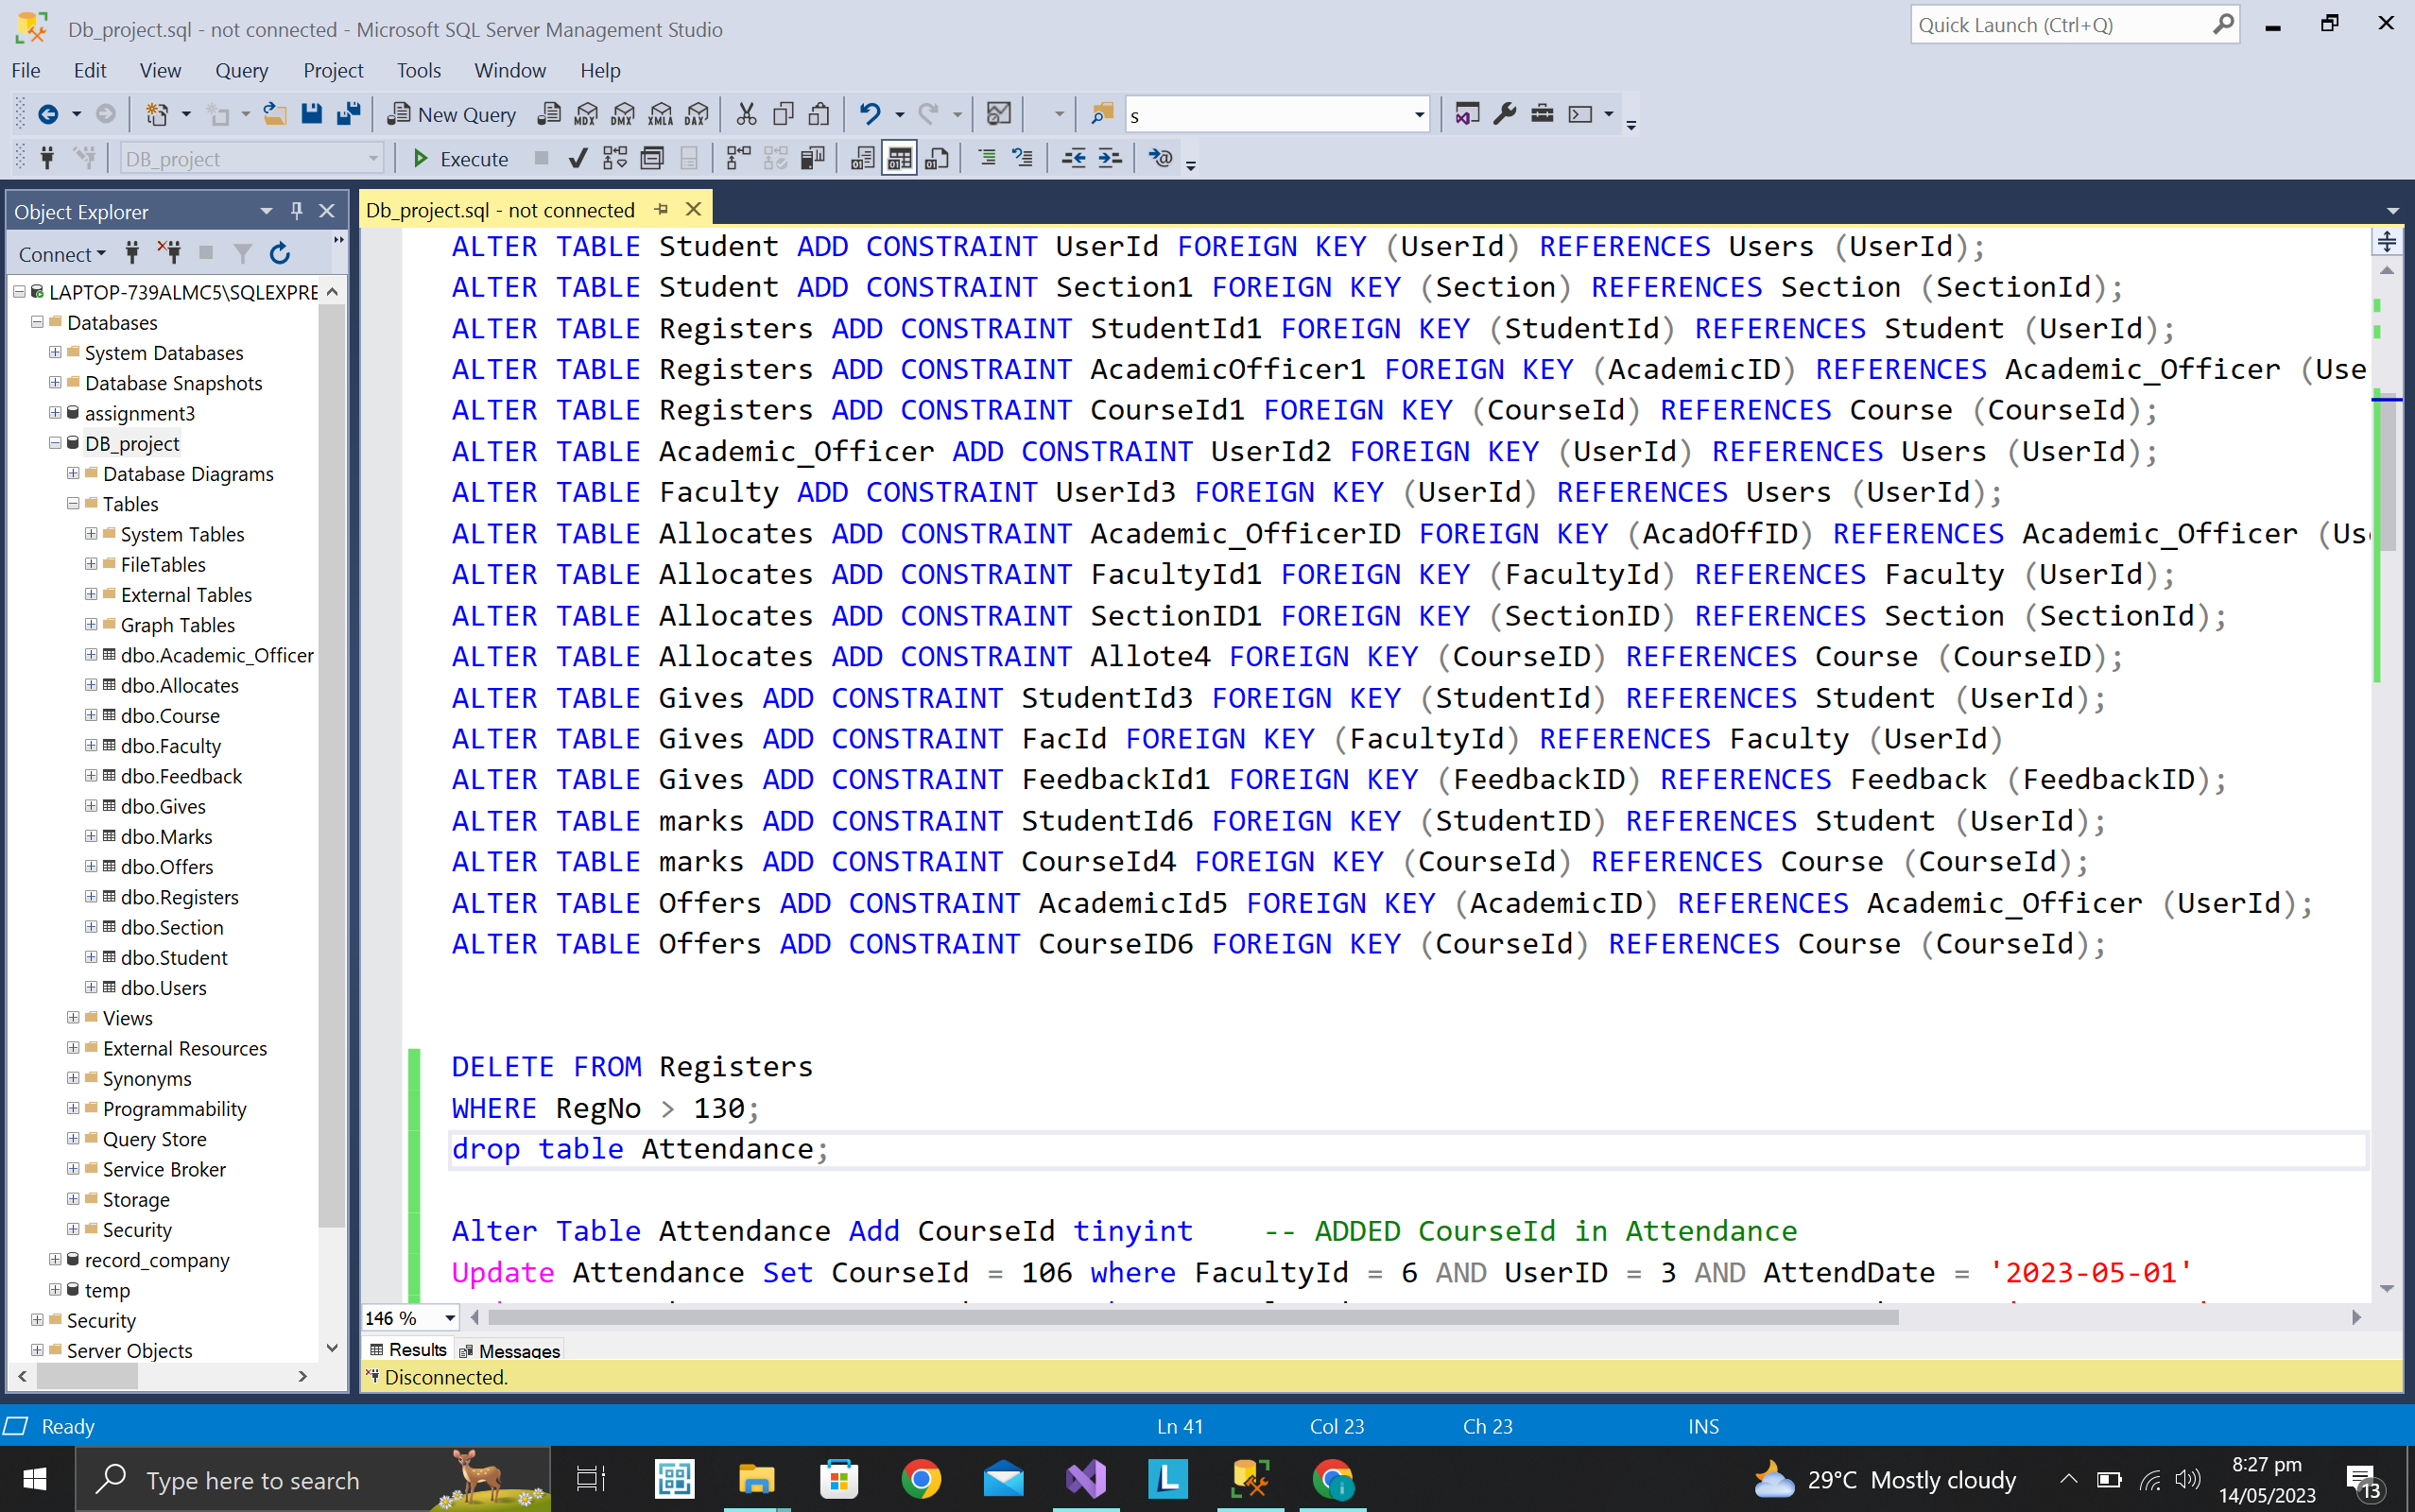 Db_project.sql - not connected - Microsoft SQL Server Management Studio
Quick Launch (Ctrl+Q)
File Edit View Query Project Tools Window Help
New Query MDX DMX XMLA DAX s
DB_project Execute
Object Explorer
Connect
LAPTOP-739ALMC5\SQLEXPRE
Databases
System Databases
Database Snapshots
assignment3
DB_project
Database Diagrams
Tables
System Tables
FileTables
External Tables
Graph Tables
dbo.Academic_Officer
dbo.Allocates
dbo.Course
dbo.Faculty
dbo.Feedback
dbo.Gives
dbo.Marks
dbo.Offers
dbo.Registers
dbo.Section
dbo.Student
dbo.Users
Views
External Resources
Synonyms
Programmability
Query Store
Service Broker
Storage
Security
record_company
temp
Security
Server Objects
Db_project.sql - not connected
ALTER TABLE Student ADD CONSTRAINT UserId FOREIGN KEY (UserId) REFERENCES Users (UserId);
ALTER TABLE Student ADD CONSTRAINT Section1 FOREIGN KEY (Section) REFERENCES Section (SectionId);
ALTER TABLE Registers ADD CONSTRAINT StudentId1 FOREIGN KEY (StudentId) REFERENCES Student (UserId);
ALTER TABLE Registers ADD CONSTRAINT AcademicOfficer1 FOREIGN KEY (AcademicID) REFERENCES Academic_Officer (Use
ALTER TABLE Registers ADD CONSTRAINT CourseId1 FOREIGN KEY (CourseId) REFERENCES Course (CourseId);
ALTER TABLE Academic_Officer ADD CONSTRAINT UserId2 FOREIGN KEY (UserId) REFERENCES Users (UserId);
ALTER TABLE Faculty ADD CONSTRAINT UserId3 FOREIGN KEY (UserId) REFERENCES Users (UserId);
ALTER TABLE Allocates ADD CONSTRAINT Academic_OfficerID FOREIGN KEY (AcadOffID) REFERENCES Academic_Officer (Us
ALTER TABLE Allocates ADD CONSTRAINT FacultyId1 FOREIGN KEY (FacultyId) REFERENCES Faculty (UserId);
ALTER TABLE Allocates ADD CONSTRAINT SectionID1 FOREIGN KEY (SectionID) REFERENCES Section (SectionId);
ALTER TABLE Allocates ADD CONSTRAINT Allote4 FOREIGN KEY (CourseID) REFERENCES Course (CourseID);
ALTER TABLE Gives ADD CONSTRAINT StudentId3 FOREIGN KEY (StudentId) REFERENCES Student (UserId);
ALTER TABLE Gives ADD CONSTRAINT FacId FOREIGN KEY (FacultyId) REFERENCES Faculty (UserId)
ALTER TABLE Gives ADD CONSTRAINT FeedbackId1 FOREIGN KEY (FeedbackID) REFERENCES Feedback (FeedbackID);
ALTER TABLE marks ADD CONSTRAINT StudentId6 FOREIGN KEY (StudentID) REFERENCES Student (UserId);
ALTER TABLE marks ADD CONSTRAINT CourseId4 FOREIGN KEY (CourseId) REFERENCES Course (CourseId);
ALTER TABLE Offers ADD CONSTRAINT AcademicId5 FOREIGN KEY (AcademicID) REFERENCES Academic_Officer (UserId);
ALTER TABLE Offers ADD CONSTRAINT CourseID6 FOREIGN KEY (CourseId) REFERENCES Course (CourseId);
DELETE FROM Registers
WHERE RegNo > 130;
drop table Attendance;
Alter Table Attendance Add CourseId tinyint -- ADDED CourseId in Attendance
Update Attendance Set CourseId = 106 where FacultyId = 6 AND UserID = 3 AND AttendDate = '2023-05-01'
146 %
Results Messages
Disconnected.
Ready Ln 41 Col 23 Ch 23 INS
Type here to search
29°C Mostly cloudy
8:27 pm
14/05/2023
13